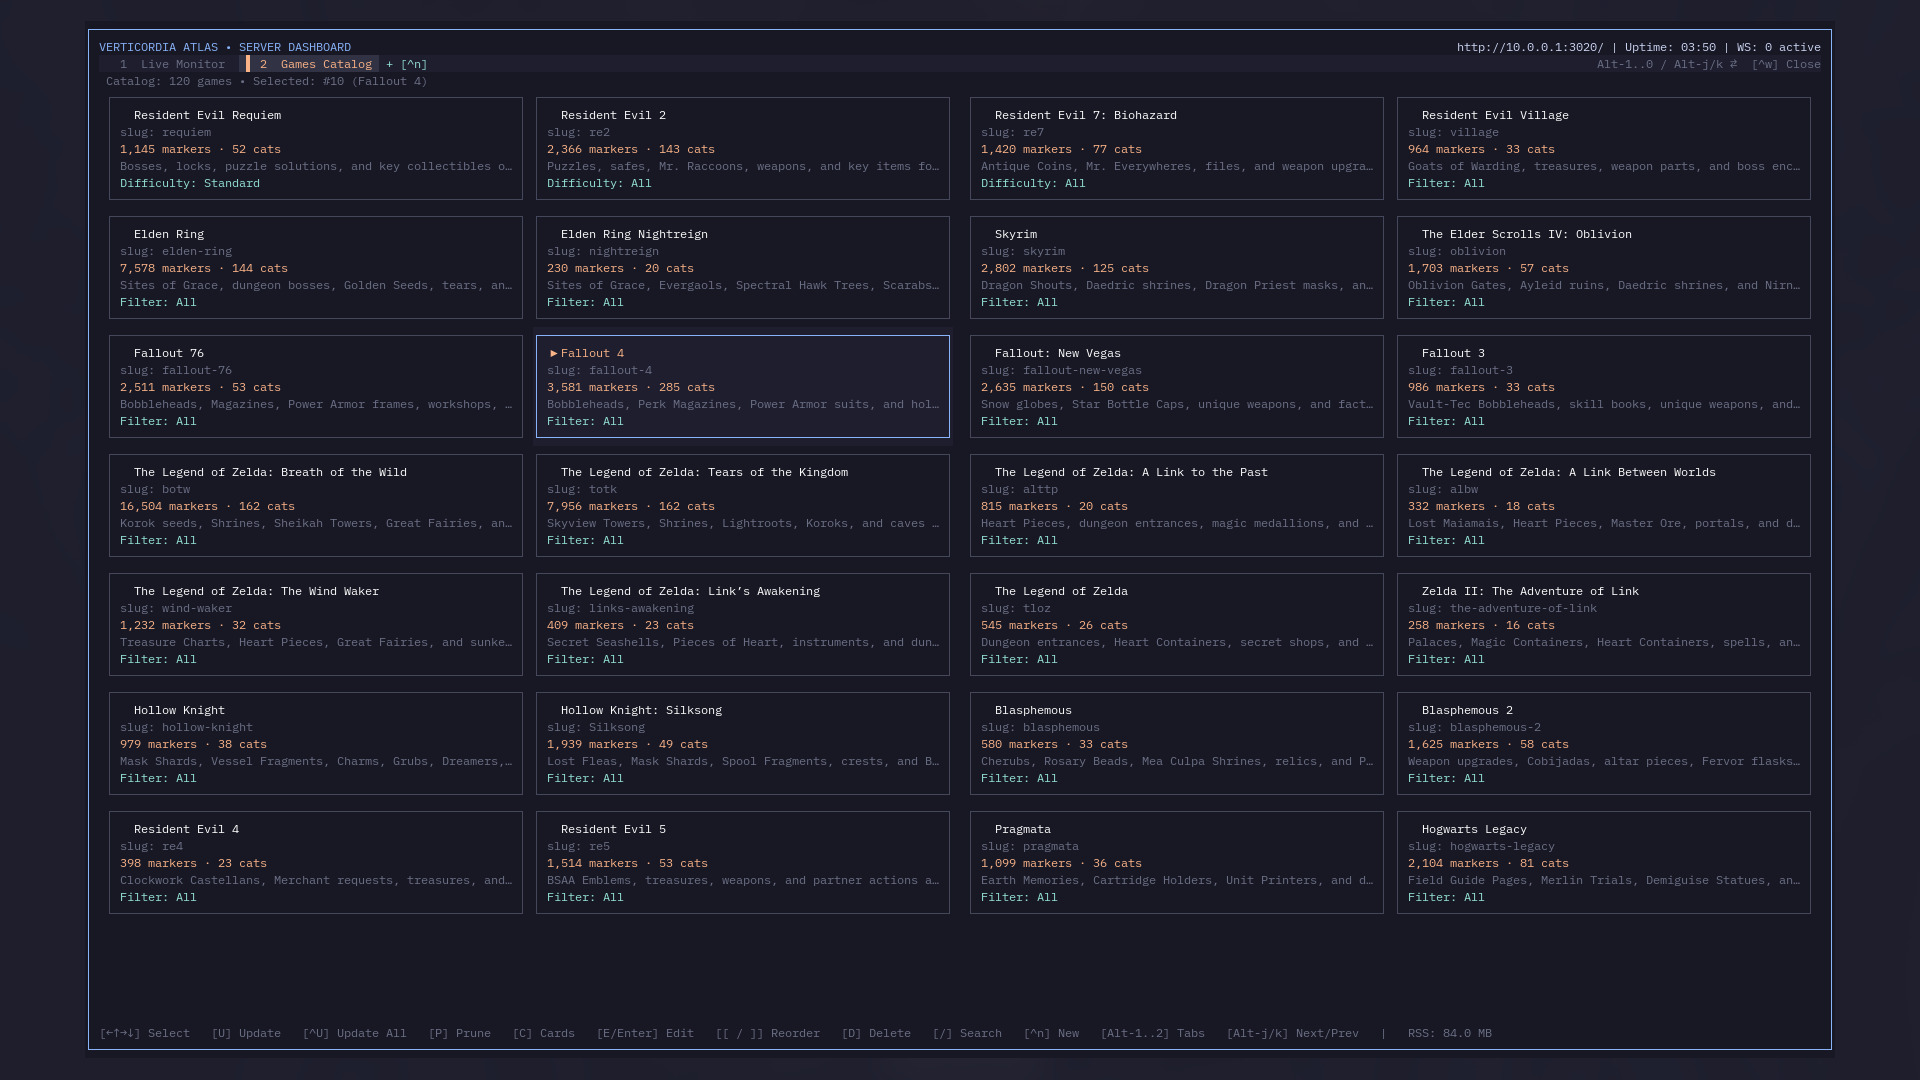 VERTICORDIA ATLAS • SERVER DASHBOARD
http://10.0.0.1:3020/ | Uptime: 03:50 | WS: 0 active
1 Live Monitor 2 Games Catalog + [^n]
Alt-1..0 / Alt-j/k ⇄ [^w] Close
Catalog: 120 games • Selected: #10 (Fallout 4)
Resident Evil Requiem
slug: requiem
1,145 markers · 52 cats
Bosses, locks, puzzle solutions, and key collectibles o…
Difficulty: Standard
Resident Evil 2
slug: re2
2,366 markers · 143 cats
Puzzles, safes, Mr. Raccoons, weapons, and key items fo…
Difficulty: All
Resident Evil 7: Biohazard
slug: re7
1,420 markers · 77 cats
Antique Coins, Mr. Everywheres, files, and weapon upgra…
Difficulty: All
Resident Evil Village
slug: village
964 markers · 33 cats
Goats of Warding, treasures, weapon parts, and boss enc…
Filter: All
Elden Ring
slug: elden-ring
7,578 markers · 144 cats
Sites of Grace, dungeon bosses, Golden Seeds, tears, an…
Filter: All
Elden Ring Nightreign
slug: nightreign
230 markers · 20 cats
Sites of Grace, Evergaols, Spectral Hawk Trees, Scarabs…
Filter: All
Skyrim
slug: skyrim
2,802 markers · 125 cats
Dragon Shouts, Daedric shrines, Dragon Priest masks, an…
Filter: All
The Elder Scrolls IV: Oblivion
slug: oblivion
1,703 markers · 57 cats
Oblivion Gates, Ayleid ruins, Daedric shrines, and Nirn…
Filter: All
Fallout 76
slug: fallout-76
2,511 markers · 53 cats
Bobbleheads, Magazines, Power Armor frames, workshops, …
Filter: All
►Fallout 4
slug: fallout-4
3,581 markers · 285 cats
Bobbleheads, Perk Magazines, Power Armor suits, and hol…
Filter: All
Fallout: New Vegas
slug: fallout-new-vegas
2,635 markers · 150 cats
Snow globes, Star Bottle Caps, unique weapons, and fact…
Filter: All
Fallout 3
slug: fallout-3
986 markers · 33 cats
Vault-Tec Bobbleheads, skill books, unique weapons, and…
Filter: All
The Legend of Zelda: Breath of the Wild
slug: botw
16,504 markers · 162 cats
Korok seeds, Shrines, Sheikah Towers, Great Fairies, an…
Filter: All
The Legend of Zelda: Tears of the Kingdom
slug: totk
7,956 markers · 162 cats
Skyview Towers, Shrines, Lightroots, Koroks, and caves …
Filter: All
The Legend of Zelda: A Link to the Past
slug: alttp
815 markers · 20 cats
Heart Pieces, dungeon entrances, magic medallions, and …
Filter: All
The Legend of Zelda: A Link Between Worlds
slug: albw
332 markers · 18 cats
Lost Maiamais, Heart Pieces, Master Ore, portals, and d…
Filter: All
The Legend of Zelda: The Wind Waker
slug: wind-waker
1,232 markers · 32 cats
Treasure Charts, Heart Pieces, Great Fairies, and sunke…
Filter: All
The Legend of Zelda: Link’s Awakening
slug: links-awakening
409 markers · 23 cats
Secret Seashells, Pieces of Heart, instruments, and dun…
Filter: All
The Legend of Zelda
slug: tloz
545 markers · 26 cats
Dungeon entrances, Heart Containers, secret shops, and …
Filter: All
Zelda II: The Adventure of Link
slug: the-adventure-of-link
258 markers · 16 cats
Palaces, Magic Containers, Heart Containers, spells, an…
Filter: All
Hollow Knight
slug: hollow-knight
979 markers · 38 cats
Mask Shards, Vessel Fragments, Charms, Grubs, Dreamers,…
Filter: All
Hollow Knight: Silksong
slug: Silksong
1,939 markers · 49 cats
Lost Fleas, Mask Shards, Spool Fragments, crests, and B…
Filter: All
Blasphemous
slug: blasphemous
580 markers · 33 cats
Cherubs, Rosary Beads, Mea Culpa Shrines, relics, and P…
Filter: All
Blasphemous 2
slug: blasphemous-2
1,625 markers · 58 cats
Weapon upgrades, Cobijadas, altar pieces, Fervor flasks…
Filter: All
Resident Evil 4
slug: re4
398 markers · 23 cats
Clockwork Castellans, Merchant requests, treasures, and…
Filter: All
Resident Evil 5
slug: re5
1,514 markers · 53 cats
BSAA Emblems, treasures, weapons, and partner actions a…
Filter: All
Pragmata
slug: pragmata
1,099 markers · 36 cats
Earth Memories, Cartridge Holders, Unit Printers, and d…
Filter: All
Hogwarts Legacy
slug: hogwarts-legacy
2,104 markers · 81 cats
Field Guide Pages, Merlin Trials, Demiguise Statues, an…
Filter: All
[←↑→↓] Select [U] Update [^U] Update All [P] Prune [C] Cards [E/Enter] Edit [[ / ]] Reorder [D] Delete [/] Search [^n] New [Alt-1..2] Tabs [Alt-j/k] Next/Prev | RSS: 84.0 MB